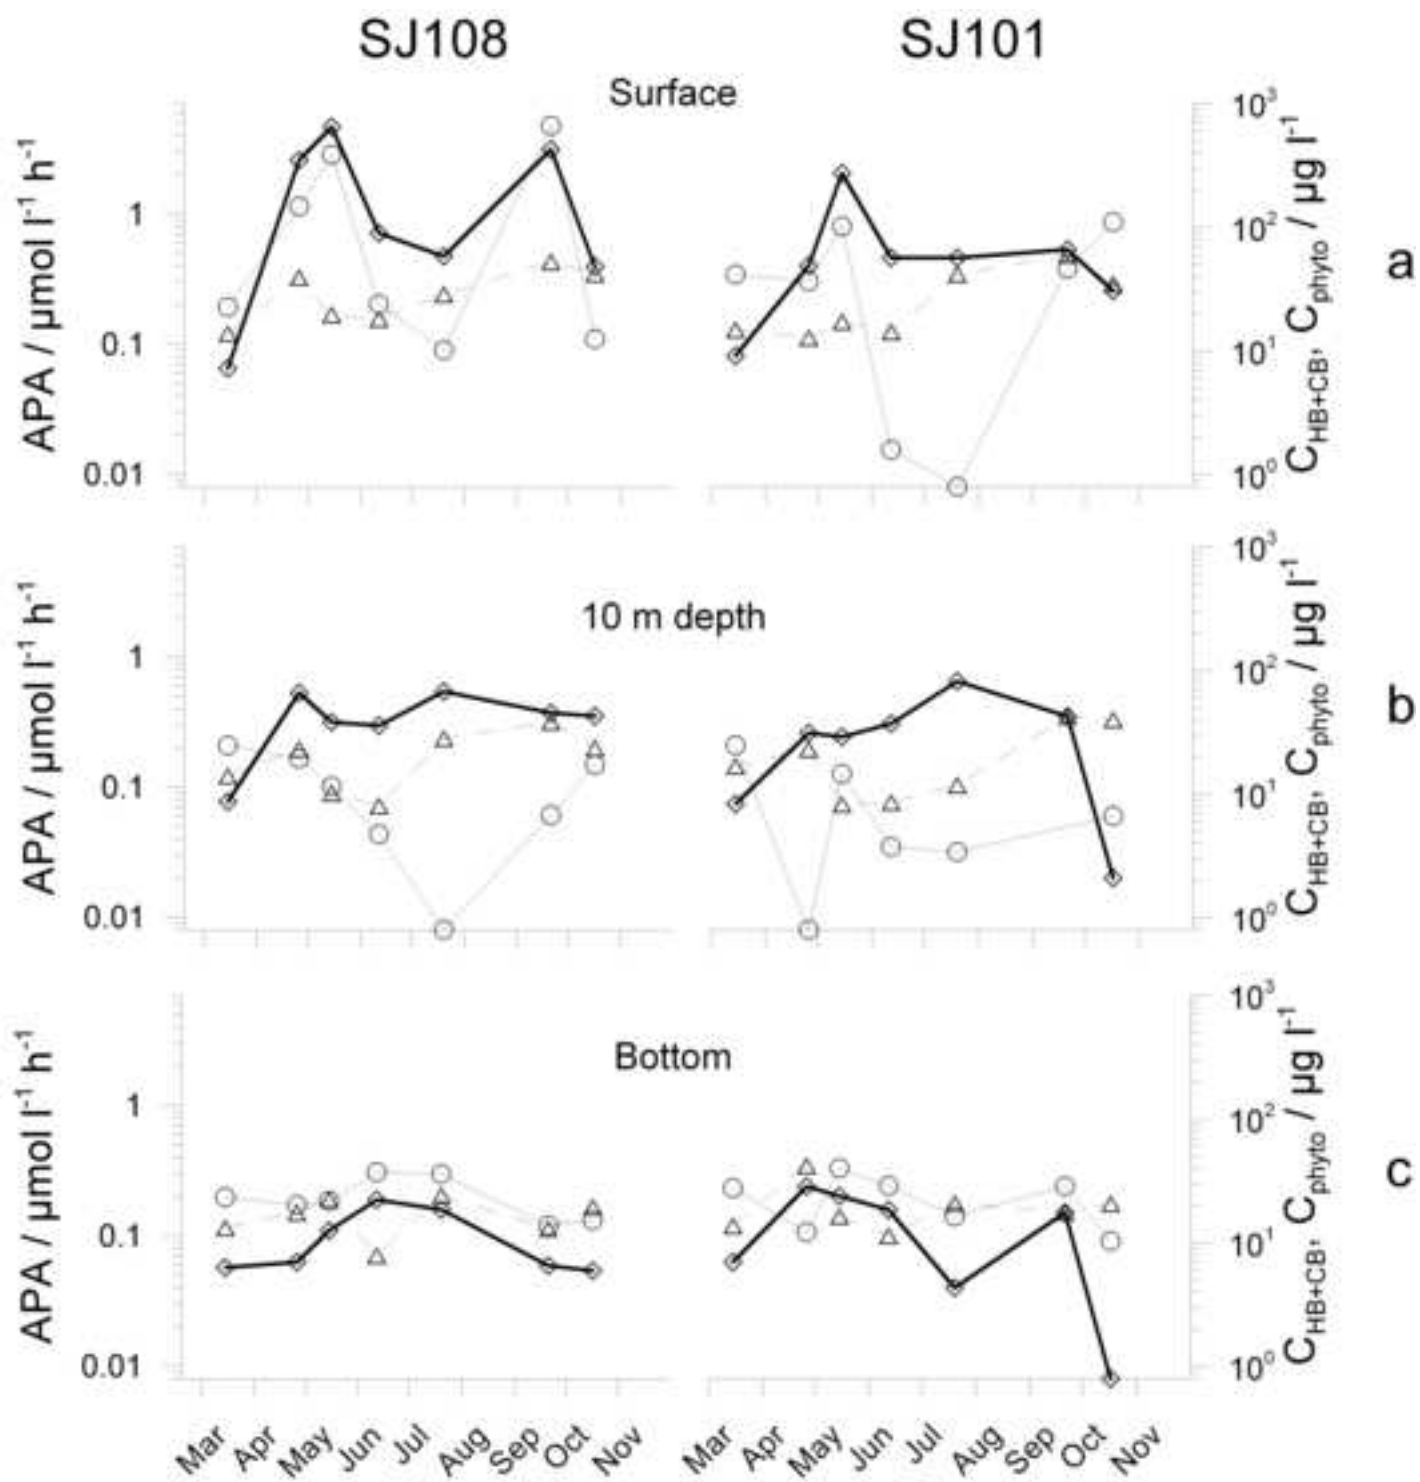 SJ108 SJ101
Surface
APA / µmol l⁻¹ h⁻¹
1
0.1
0.01
10³
10²
10¹
10⁰
C_HB+CB, C_phyto / µg l⁻¹
a
10 m depth
APA / µmol l⁻¹ h⁻¹
1
0.1
0.01
10³
10²
10¹
10⁰
C_HB+CB, C_phyto / µg l⁻¹
b
Bottom
APA / µmol l⁻¹ h⁻¹
1
0.1
0.01
10³
10²
10¹
10⁰
C_HB+CB, C_phyto / µg l⁻¹
c
Mar Apr May Jun Jul Aug Sep Oct Nov
Mar Apr May Jun Jul Aug Sep Oct Nov